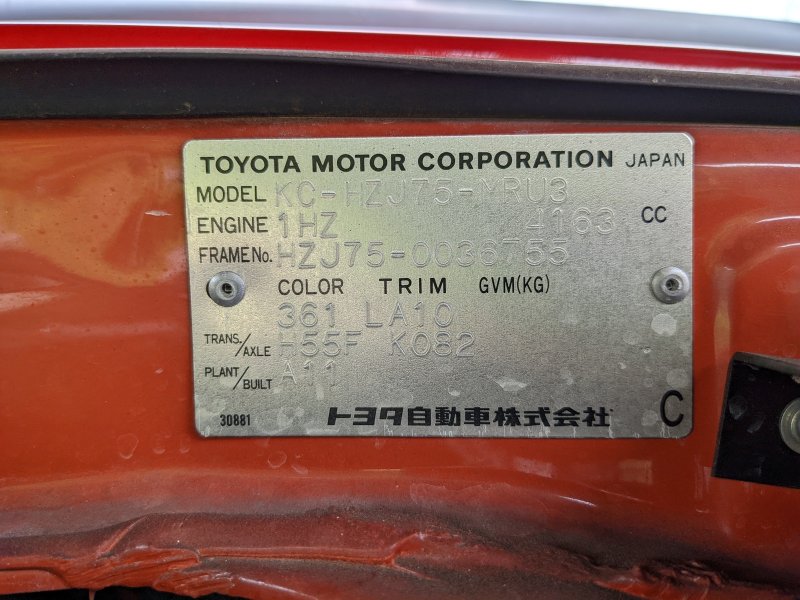 TOYOTA MOTOR CORPORATION JAPAN
MODEL KC-HZJ75-MRU3
ENGINE 1HZ 4163 CC
FRAME No. HZJ75-0036755
COLOR TRIM GVM(KG)
361 LA10
TRANS./AXLE H55F K082
PLANT/BUILT A11
30881 トヨタ自動車株式会社 C